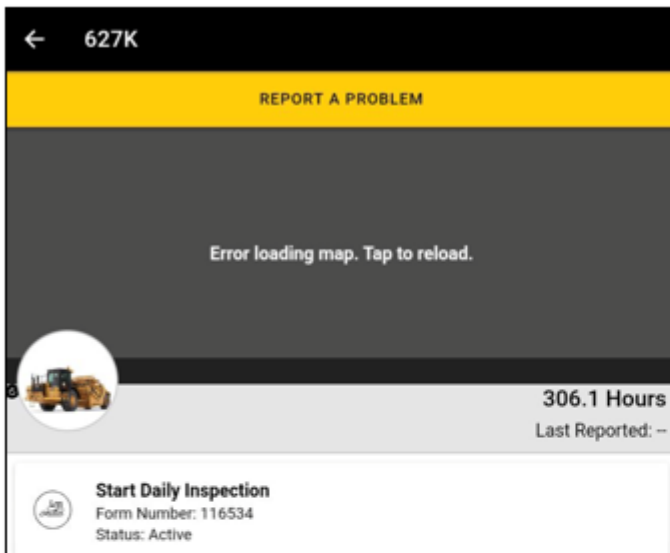 627K
REPORT A PROBLEM
Error loading map. Tap to reload.
306.1 Hours
Last Reported: --
Start Daily Inspection
Form Number: 116534
Status: Active